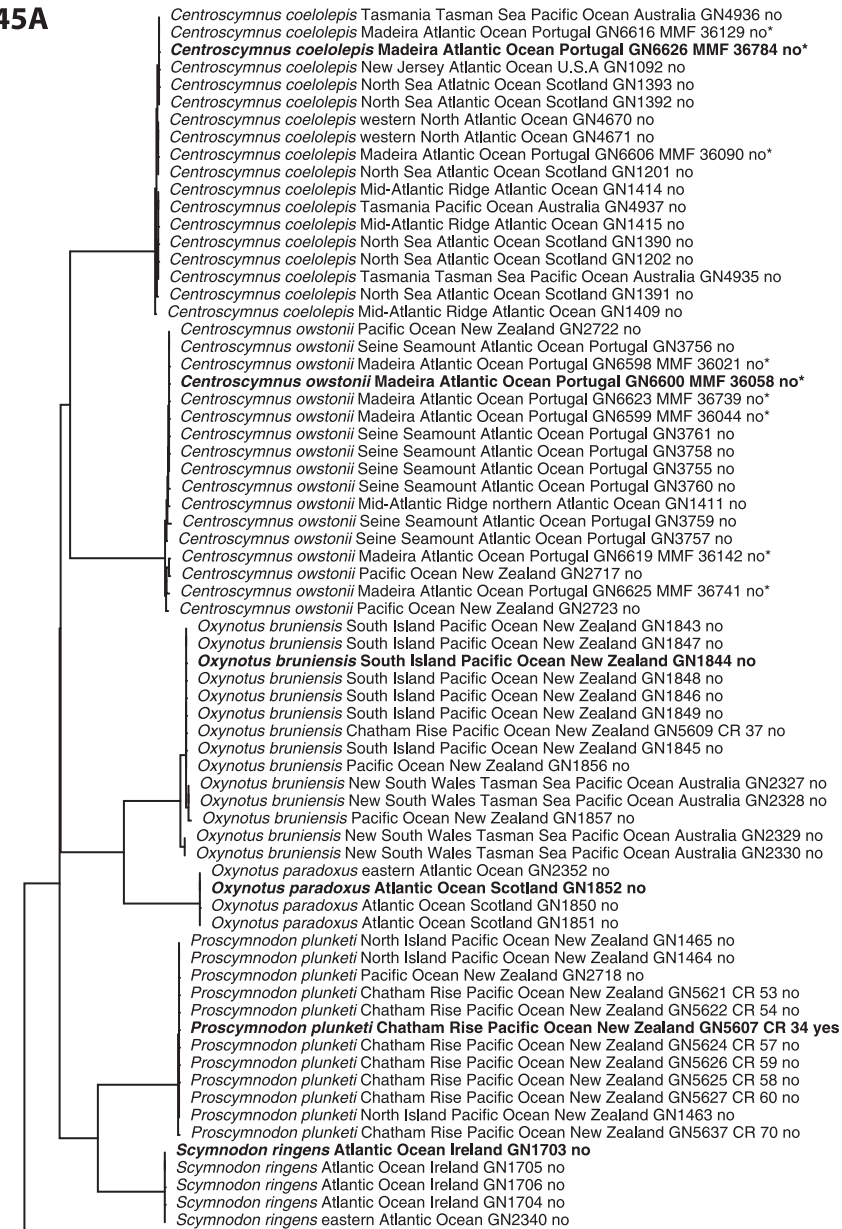 45A
Centroscymnus coelolepis Tasmania Tasman Sea Pacific Ocean Australia GN4936 no
Centroscymnus coelolepis Madeira Atlantic Ocean Portugal GN6616 MMF 36129 no*
Centroscymnus coelolepis Madeira Atlantic Ocean Portugal GN6626 MMF 36784 no*
Centroscymnus coelolepis New Jersey Atlantic Ocean U.S.A GN1092 no
Centroscymnus coelolepis North Sea Atlatnic Ocean Scotland GN1393 no
Centroscymnus coelolepis North Sea Atlantic Ocean Scotland GN1392 no
Centroscymnus coelolepis western North Atlantic Ocean GN4670 no
Centroscymnus coelolepis western North Atlantic Ocean GN4671 no
Centroscymnus coelolepis Madeira Atlantic Ocean Portugal GN6606 MMF 36090 no*
Centroscymnus coelolepis North Sea Atlantic Ocean Scotland GN1201 no
Centroscymnus coelolepis Mid-Atlantic Ridge Atlantic Ocean GN1414 no
Centroscymnus coelolepis Tasmania Pacific Ocean Australia GN4937 no
Centroscymnus coelolepis Mid-Atlantic Ridge Atlantic Ocean GN1415 no
Centroscymnus coelolepis North Sea Atlantic Ocean Scotland GN1390 no
Centroscymnus coelolepis North Sea Atlantic Ocean Scotland GN1202 no
Centroscymnus coelolepis Tasmania Tasman Sea Pacific Ocean Australia GN4935 no
Centroscymnus coelolepis North Sea Atlantic Ocean Scotland GN1391 no
Centroscymnus coelolepis Mid-Atlantic Ridge Atlantic Ocean GN1409 no
Centroscymnus owstonii Pacific Ocean New Zealand GN2722 no
Centroscymnus owstonii Seine Seamount Atlantic Ocean Portugal GN3756 no
Centroscymnus owstonii Madeira Atlantic Ocean Portugal GN6598 MMF 36021 no*
Centroscymnus owstonii Madeira Atlantic Ocean Portugal GN6600 MMF 36058 no*
Centroscymnus owstonii Madeira Atlantic Ocean Portugal GN6623 MMF 36739 no*
Centroscymnus owstonii Madeira Atlantic Ocean Portugal GN6599 MMF 36044 no*
Centroscymnus owstonii Seine Seamount Atlantic Ocean Portugal GN3761 no
Centroscymnus owstonii Seine Seamount Atlantic Ocean Portugal GN3758 no
Centroscymnus owstonii Seine Seamount Atlantic Ocean Portugal GN3755 no
Centroscymnus owstonii Seine Seamount Atlantic Ocean Portugal GN3760 no
Centroscymnus owstonii Mid-Atlantic Ridge northern Atlantic Ocean GN1411 no
Centroscymnus owstonii Seine Seamount Atlantic Ocean Portugal GN3759 no
Centroscymnus owstonii Seine Seamount Atlantic Ocean Portugal GN3757 no
Centroscymnus owstonii Madeira Atlantic Ocean Portugal GN6619 MMF 36142 no*
Centroscymnus owstonii Pacific Ocean New Zealand GN2717 no
Centroscymnus owstonii Madeira Atlantic Ocean Portugal GN6625 MMF 36741 no*
Centroscymnus owstonii Pacific Ocean New Zealand GN2723 no
Oxynotus bruniensis South Island Pacific Ocean New Zealand GN1843 no
Oxynotus bruniensis South Island Pacific Ocean New Zealand GN1847 no
Oxynotus bruniensis South Island Pacific Ocean New Zealand GN1844 no
Oxynotus bruniensis South Island Pacific Ocean New Zealand GN1848 no
Oxynotus bruniensis South Island Pacific Ocean New Zealand GN1846 no
Oxynotus bruniensis South Island Pacific Ocean New Zealand GN1849 no
Oxynotus bruniensis Chatham Rise Pacific Ocean New Zealand GN5609 CR 37 no
Oxynotus bruniensis South Island Pacific Ocean New Zealand GN1845 no
Oxynotus bruniensis Pacific Ocean New Zealand GN1856 no
Oxynotus bruniensis New South Wales Tasman Sea Pacific Ocean Australia GN2327 no
Oxynotus bruniensis New South Wales Tasman Sea Pacific Ocean Australia GN2328 no
Oxynotus bruniensis Pacific Ocean New Zealand GN1857 no
Oxynotus bruniensis New South Wales Tasman Sea Pacific Ocean Australia GN2329 no
Oxynotus bruniensis New South Wales Tasman Sea Pacific Ocean Australia GN2330 no
Oxynotus paradoxus eastern Atlantic Ocean GN2352 no
Oxynotus paradoxus Atlantic Ocean Scotland GN1852 no
Oxynotus paradoxus Atlantic Ocean Scotland GN1850 no
Oxynotus paradoxus Atlantic Ocean Scotland GN1851 no
Proscymnodon plunketi North Island Pacific Ocean New Zealand GN1465 no
Proscymnodon plunketi North Island Pacific Ocean New Zealand GN1464 no
Proscymnodon plunketi Pacific Ocean New Zealand GN2718 no
Proscymnodon plunketi Chatham Rise Pacific Ocean New Zealand GN5621 CR 53 no
Proscymnodon plunketi Chatham Rise Pacific Ocean New Zealand GN5622 CR 54 no
Proscymnodon plunketi Chatham Rise Pacific Ocean New Zealand GN5607 CR 34 yes
Proscymnodon plunketi Chatham Rise Pacific Ocean New Zealand GN5624 CR 57 no
Proscymnodon plunketi Chatham Rise Pacific Ocean New Zealand GN5626 CR 59 no
Proscymnodon plunketi Chatham Rise Pacific Ocean New Zealand GN5625 CR 58 no
Proscymnodon plunketi Chatham Rise Pacific Ocean New Zealand GN5627 CR 60 no
Proscymnodon plunketi North Island Pacific Ocean New Zealand GN1463 no
Proscymnodon plunketi Chatham Rise Pacific Ocean New Zealand GN5637 CR 70 no
Scymnodon ringens Atlantic Ocean Ireland GN1703 no
Scymnodon ringens Atlantic Ocean Ireland GN1705 no
Scymnodon ringens Atlantic Ocean Ireland GN1706 no
Scymnodon ringens Atlantic Ocean Ireland GN1704 no
Scymnodon ringens eastern Atlantic Ocean GN2340 no